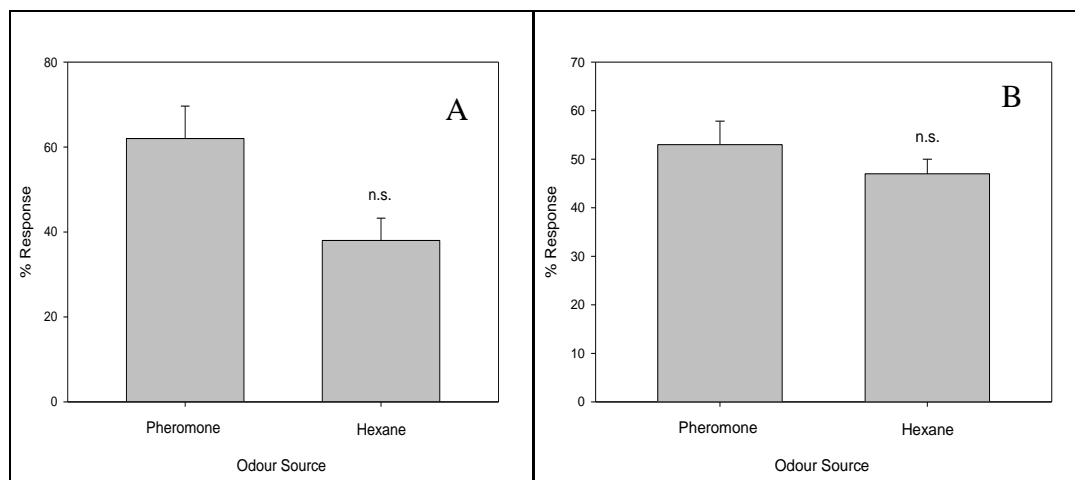 A
80
60
40
20
0
% Response
n.s.
Pheromone
Hexane
Odour Source
B
70
60
50
40
30
20
10
0
% Response
n.s.
Pheromone
Hexane
Odour Source